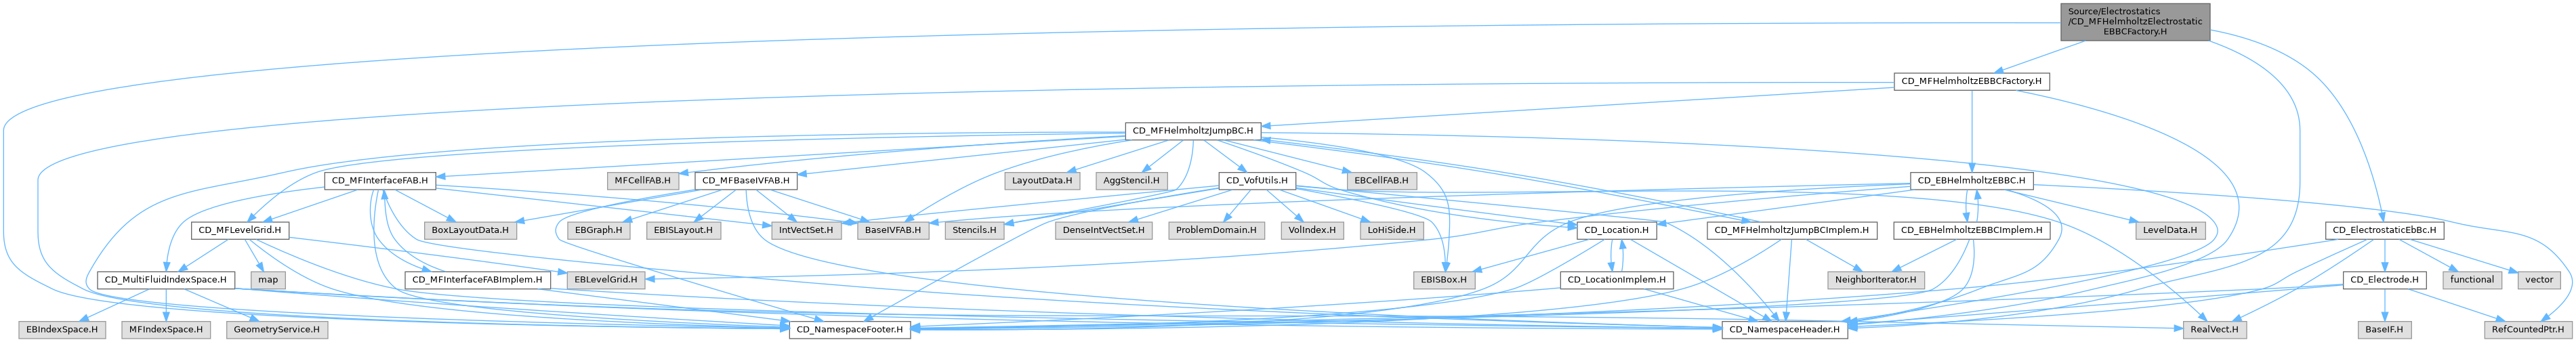 Source/Electrostatics
/CD_MFHelmholtzElectrostatic
EBBCFactory.H
CD_MFHelmholtzEBBCFactory.H
CD_MFHelmholtzJumpBC.H
CD_MFInterfaceFAB.H
MFCellFAB.H
CD_MFBaseIVFAB.H
LayoutData.H
AggStencil.H
CD_VofUtils.H
EBCellFAB.H
CD_EBHelmholtzEBBC.H
CD_MFLevelGrid.H
BoxLayoutData.H
EBGraph.H
EBISLayout.H
IntVectSet.H
BaseIVFAB.H
Stencils.H
DenseIntVectSet.H
ProblemDomain.H
VolIndex.H
LoHiSide.H
CD_Location.H
CD_MFHelmholtzJumpBCImplem.H
CD_EBHelmholtzEBBCImplem.H
LevelData.H
CD_ElectrostaticEbBc.H
CD_MultiFluidIndexSpace.H
map
CD_MFInterfaceFABImplem.H
EBLevelGrid.H
CD_LocationImplem.H
EBISBox.H
NeighborIterator.H
CD_Electrode.H
functional
vector
EBIndexSpace.H
MFIndexSpace.H
GeometryService.H
CD_NamespaceFooter.H
CD_NamespaceHeader.H
RealVect.H
BaseIF.H
RefCountedPtr.H